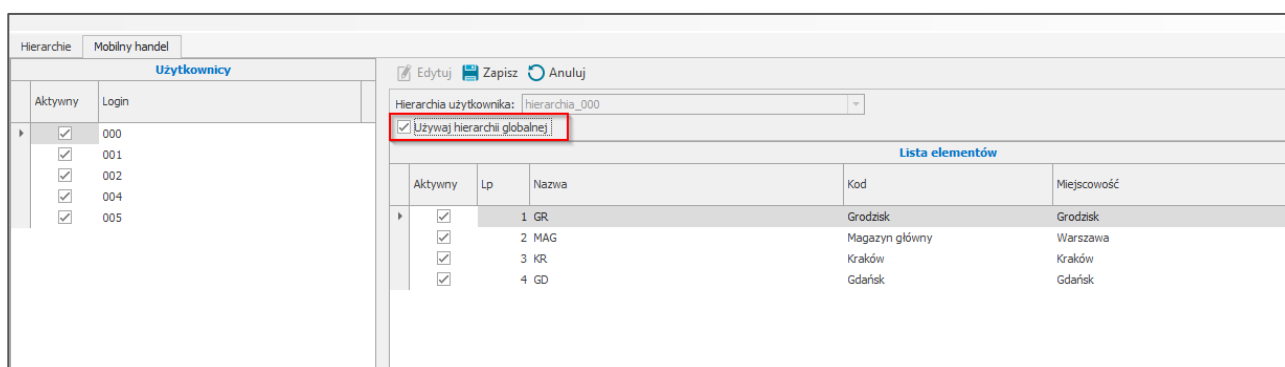 Hierarchie Mobilny handel
Użytkownicy
Aktywny Login
000
001
002
004
005
Edytuj Zapisz Anuluj
Hierarchia użytkownika: hierarchia_000
Używaj hierarchii globalnej
Lista elementów
Aktywny Lp Nazwa Kod Miejscowość
1 GR Grodzisk Grodzisk
2 MAG Magazyn główny Warszawa
3 KR Kraków Kraków
4 GD Gdańsk Gdańsk